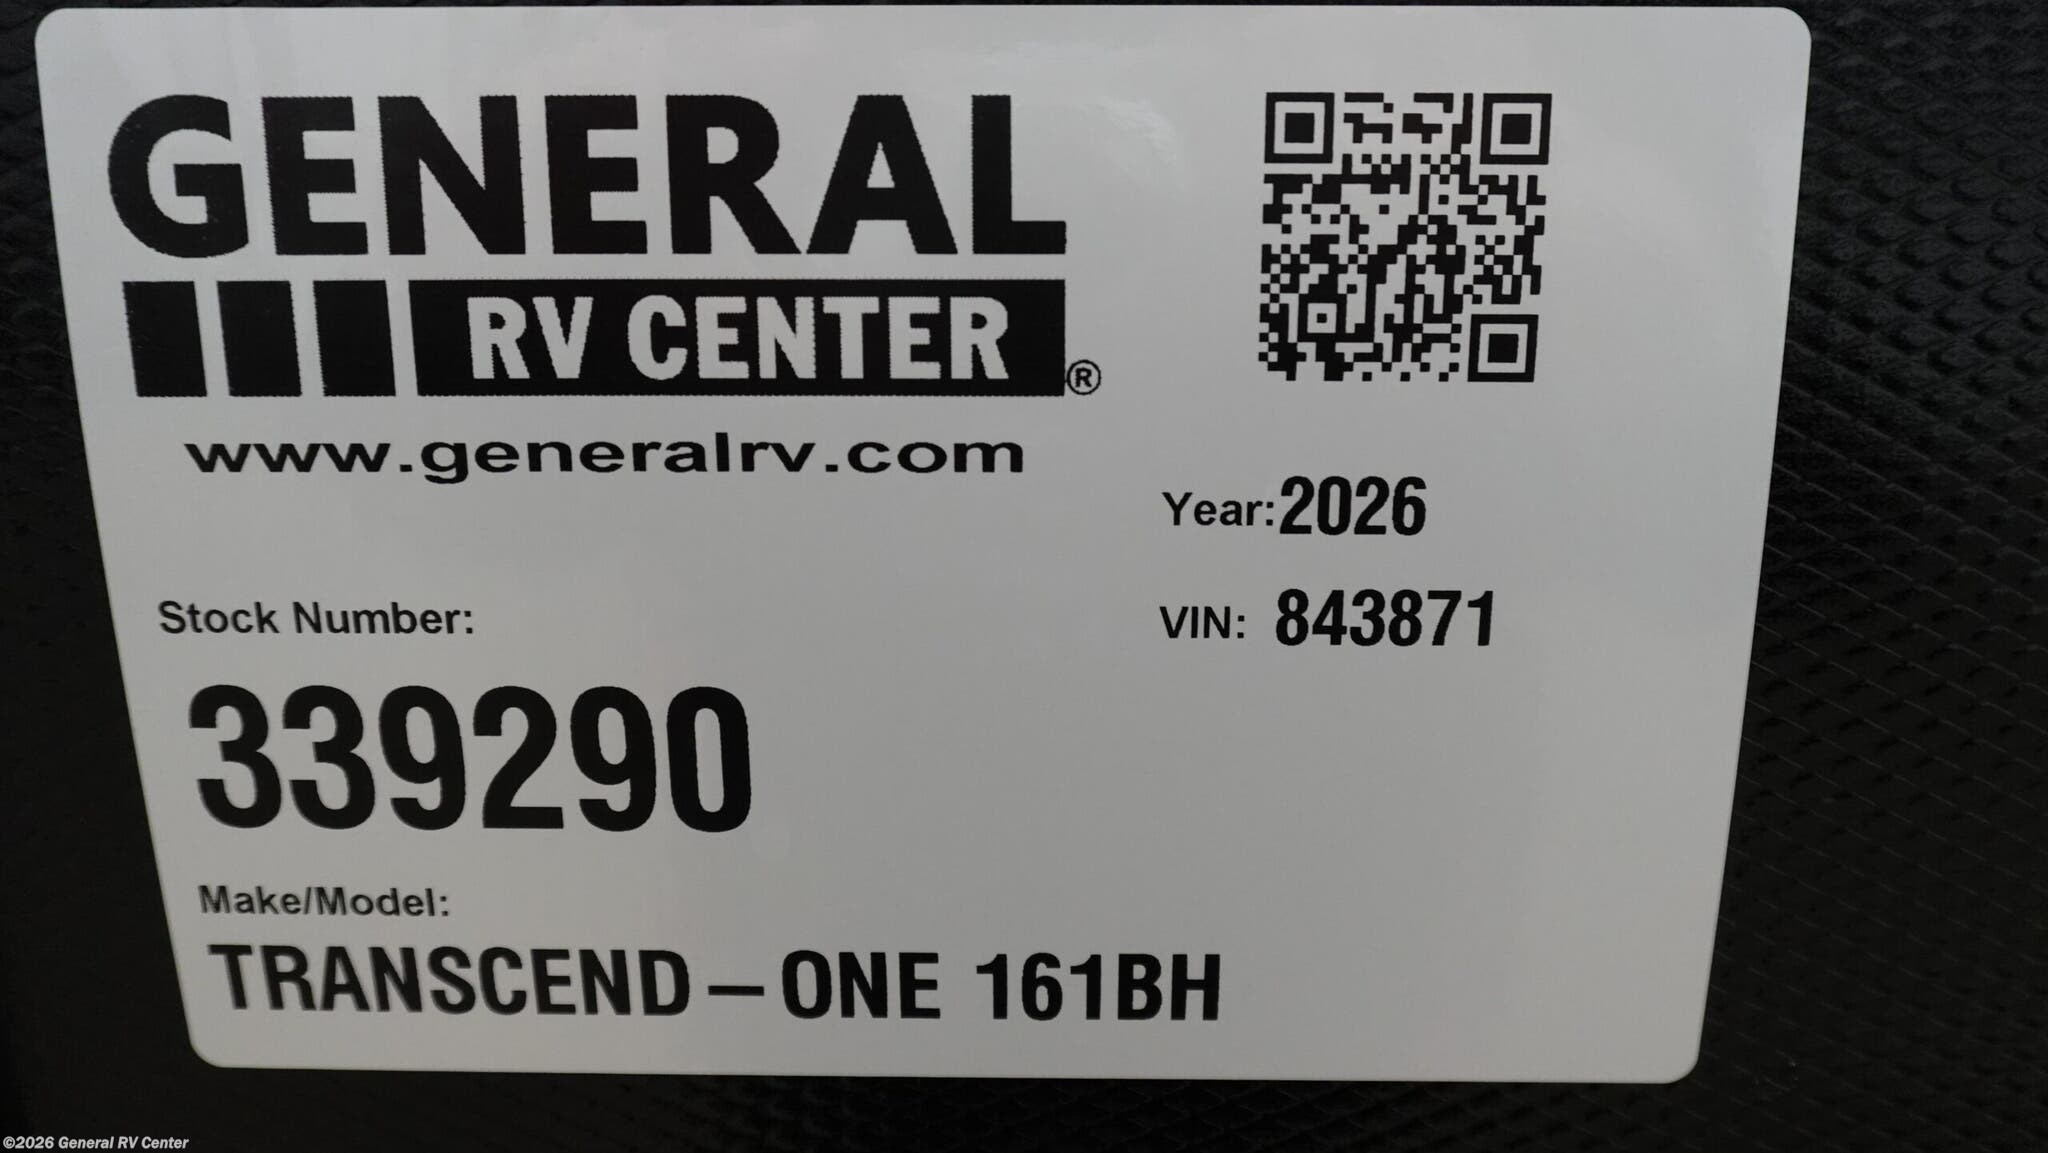 GENERAL
RV CENTER®
www.generalrv.com
Year: 2026
VIN: 843871
Stock Number:
339290
Make/Model:
TRANSCEND-ONE 161BH
©2026 General RV Center